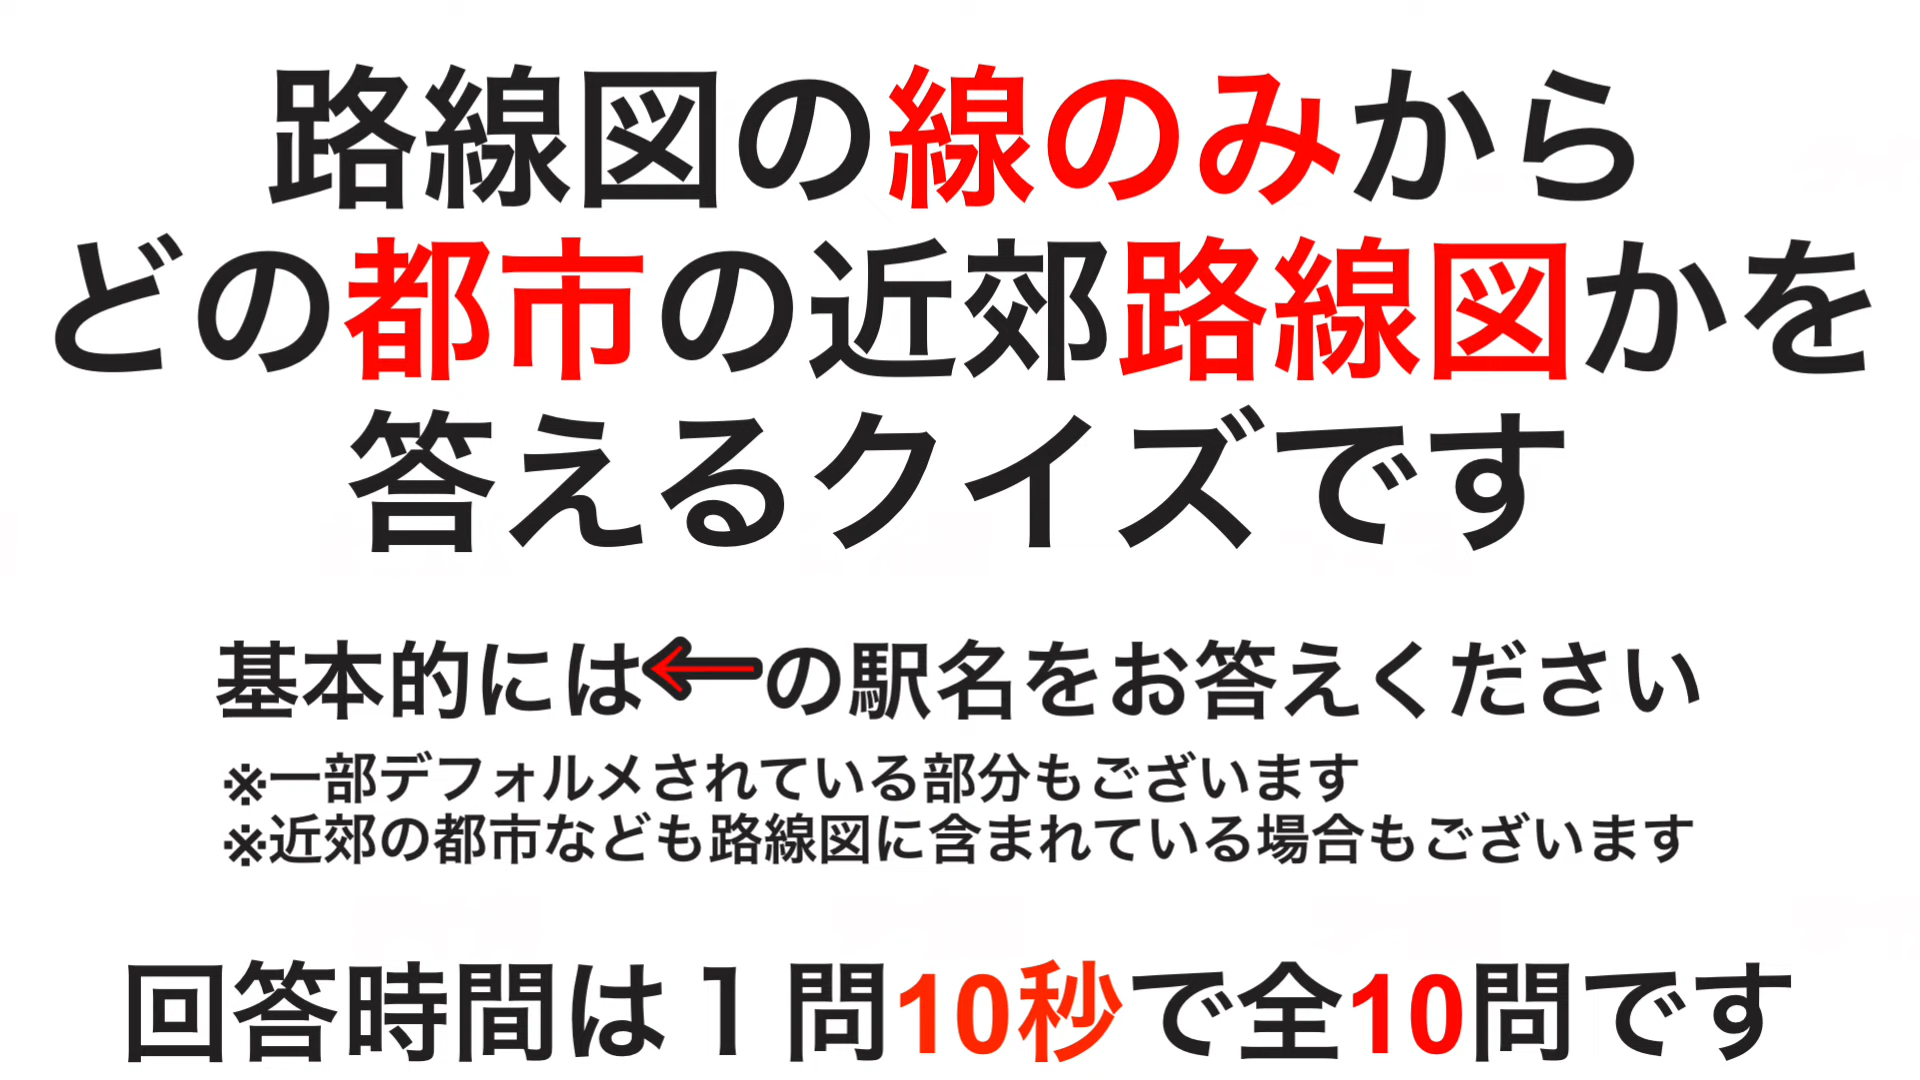 路線図の線のみから
どの都市の近郊路線図かを
答えるクイズです
基本的には←の駅名をお答えください
※一部デフォルメされている部分もございます
※近郊の都市なども路線図に含まれている場合もございます
回答時間は１問10秒で全10問です